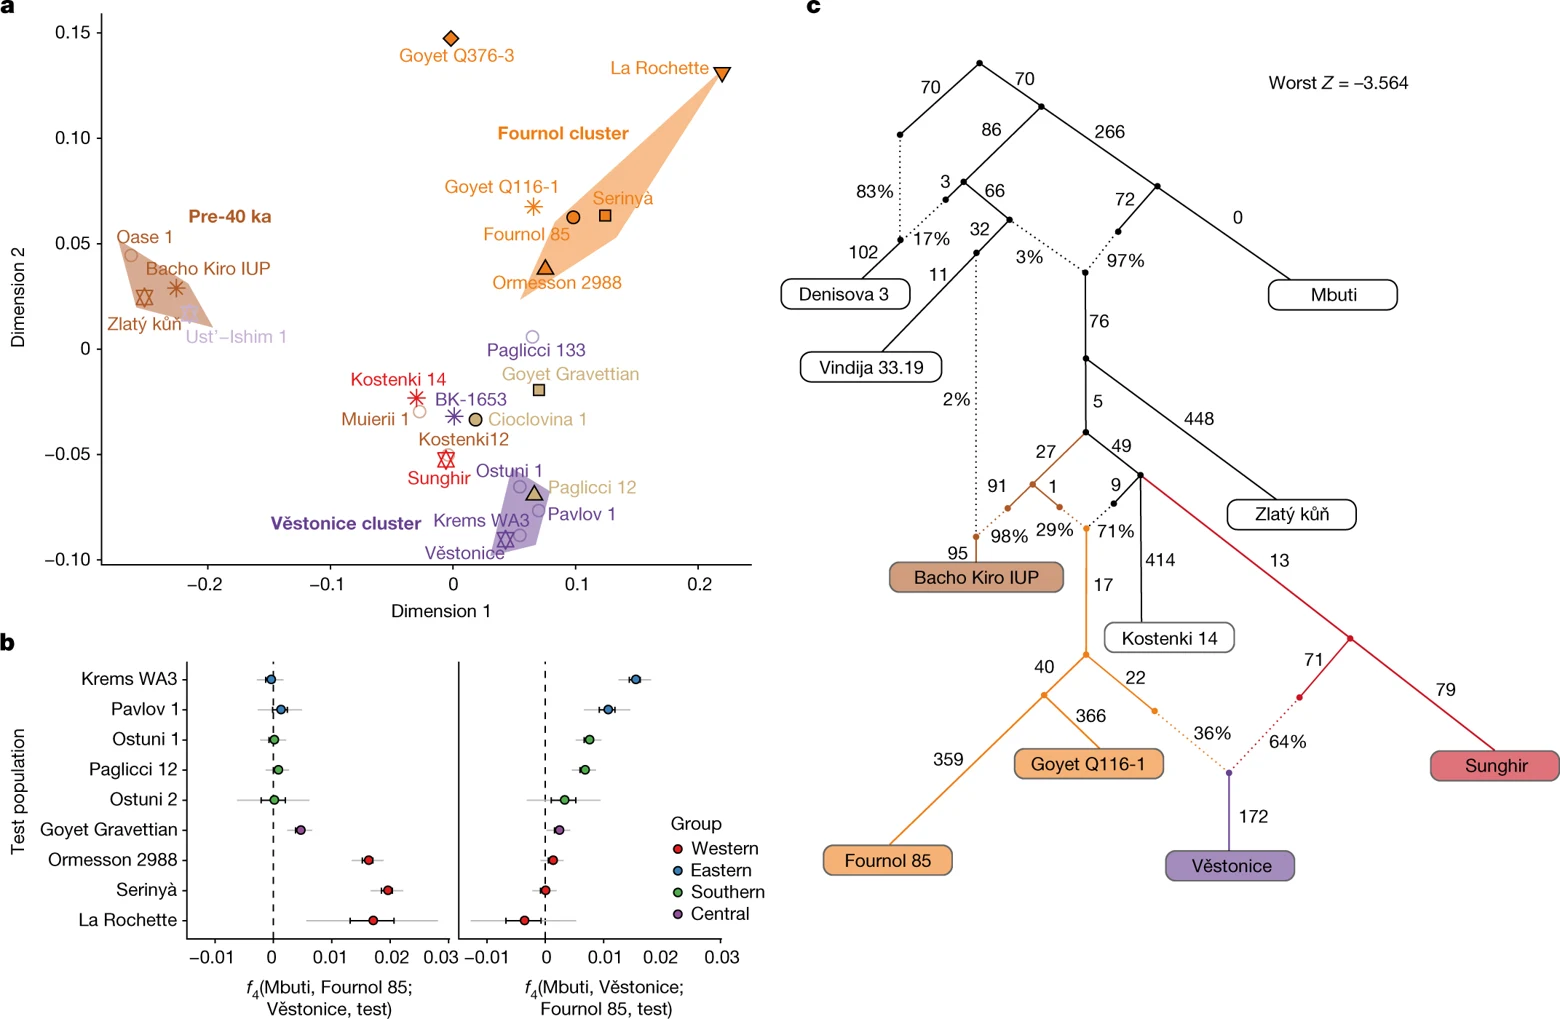 a
0.15
0.10
0.05
0
−0.05
−0.10
Dimension 2
−0.2
−0.1
0
0.1
0.2
Dimension 1
Goyet Q376-3
La Rochette
Fournol cluster
Goyet Q116-1
Serinyà
Fournol 85
Ormesson 2988
Pre-40 ka
Oase 1
Bacho Kiro IUP
Zlatý kůň
Ust'–Ishim 1
Paglicci 133
Goyet Gravettian
Kostenki 14
BK-1653
Muierii 1
Cioclovina 1
Kostenki12
Sunghir
Ostuni 1
Paglicci 12
Věstonice cluster
Krems WA3
Pavlov 1
Věstonice
b
Test population
Krems WA3
Pavlov 1
Ostuni 1
Paglicci 12
Ostuni 2
Goyet Gravettian
Ormesson 2988
Serinyà
La Rochette
−0.01
0
0.01
0.02
0.03
f4(Mbuti, Fournol 85;
Věstonice, test)
−0.01
0
0.01
0.02
0.03
f4(Mbuti, Věstonice;
Fournol 85, test)
Group
Western
Eastern
Southern
Central
c
Worst Z = −3.564
70
70
86
266
83%
3
66
72
0
17%
32
3%
97%
102
11
Denisova 3
Mbuti
76
Vindija 33.19
2%
5
448
27
49
91
1
9
98%
29%
71%
Zlatý kůň
95
414
13
Bacho Kiro IUP
17
Kostenki 14
40
22
71
79
366
36%
64%
359
Goyet Q116-1
Sunghir
172
Fournol 85
Věstonice